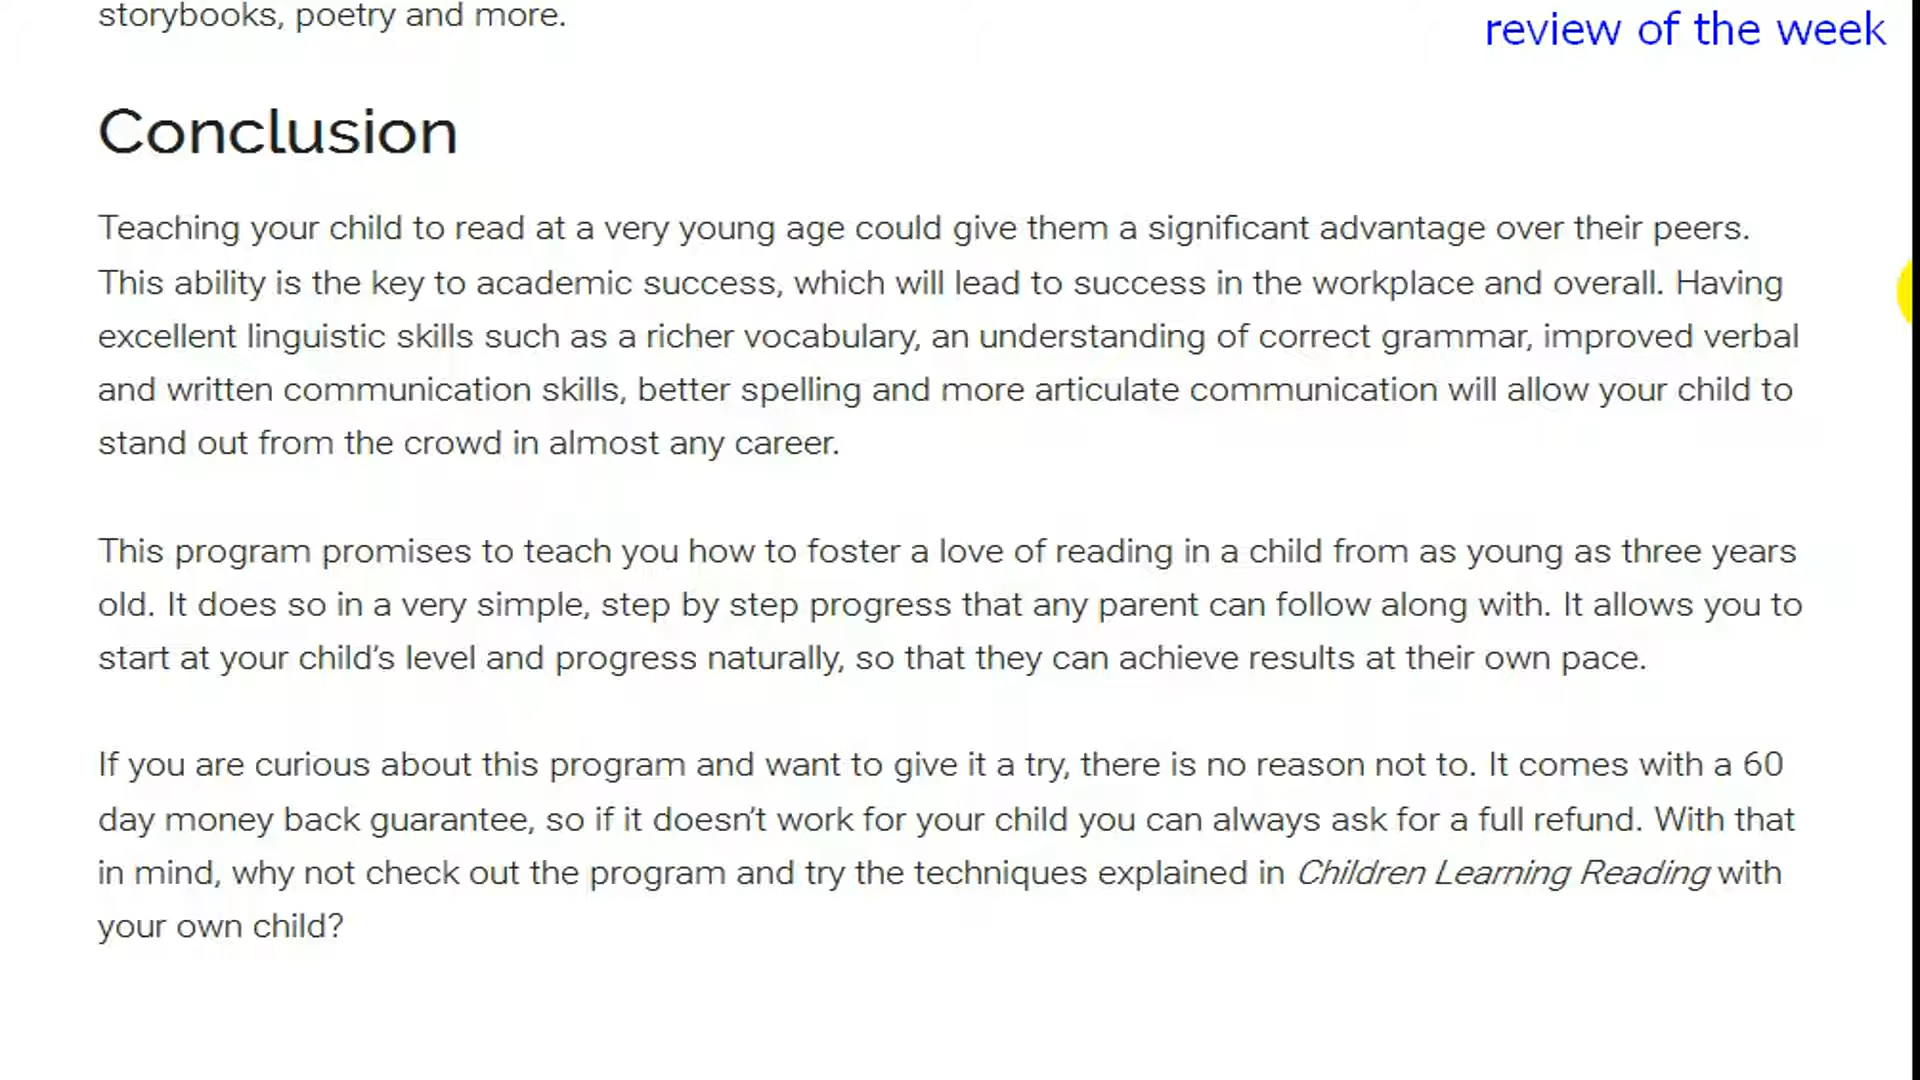 storybooks, poetry and more.
review of the week
Conclusion
Teaching your child to read at a very young age could give them a significant advantage over their peers.
This ability is the key to academic success, which will lead to success in the workplace and overall. Having
excellent linguistic skills such as a richer vocabulary, an understanding of correct grammar, improved verbal
and written communication skills, better spelling and more articulate communication will allow your child to
stand out from the crowd in almost any career.
This program promises to teach you how to foster a love of reading in a child from as young as three years
old. It does so in a very simple, step by step progress that any parent can follow along with. It allows you to
start at your child’s level and progress naturally, so that they can achieve results at their own pace.
If you are curious about this program and want to give it a try, there is no reason not to. It comes with a 60
day money back guarantee, so if it doesn’t work for your child you can always ask for a full refund. With that
in mind, why not check out the program and try the techniques explained in Children Learning Reading with
your own child?